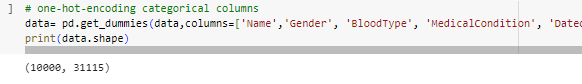 ] # one-hot-encoding categorical columns
data= pd.get_dummies(data,columns=['Name','Gender', 'BloodType', 'MedicalCondition',
print(data.shape)
(10000, 31115)